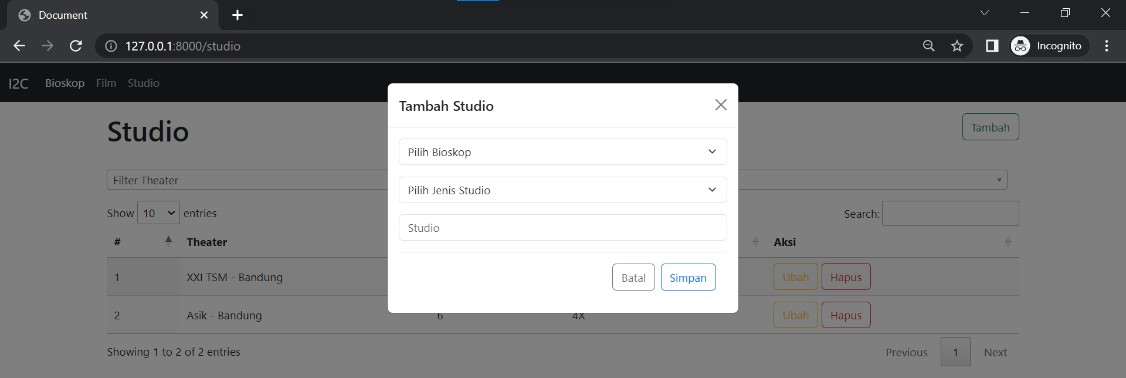 Document
127.0.0.1:8000/studio
Incognito
I2C Bioskop Film Studio
Tambah Studio
Pilih Bioskop
Pilih Jenis Studio
Studio
Batal Simpan
Studio
Tambah
Filter Theater
Show 10 entries
Search:
# Theater Aksi
1 XXI TSM - Bandung Ubah Hapus
2 Asik - Bandung 6 4X Ubah Hapus
Showing 1 to 2 of 2 entries
Previous 1 Next